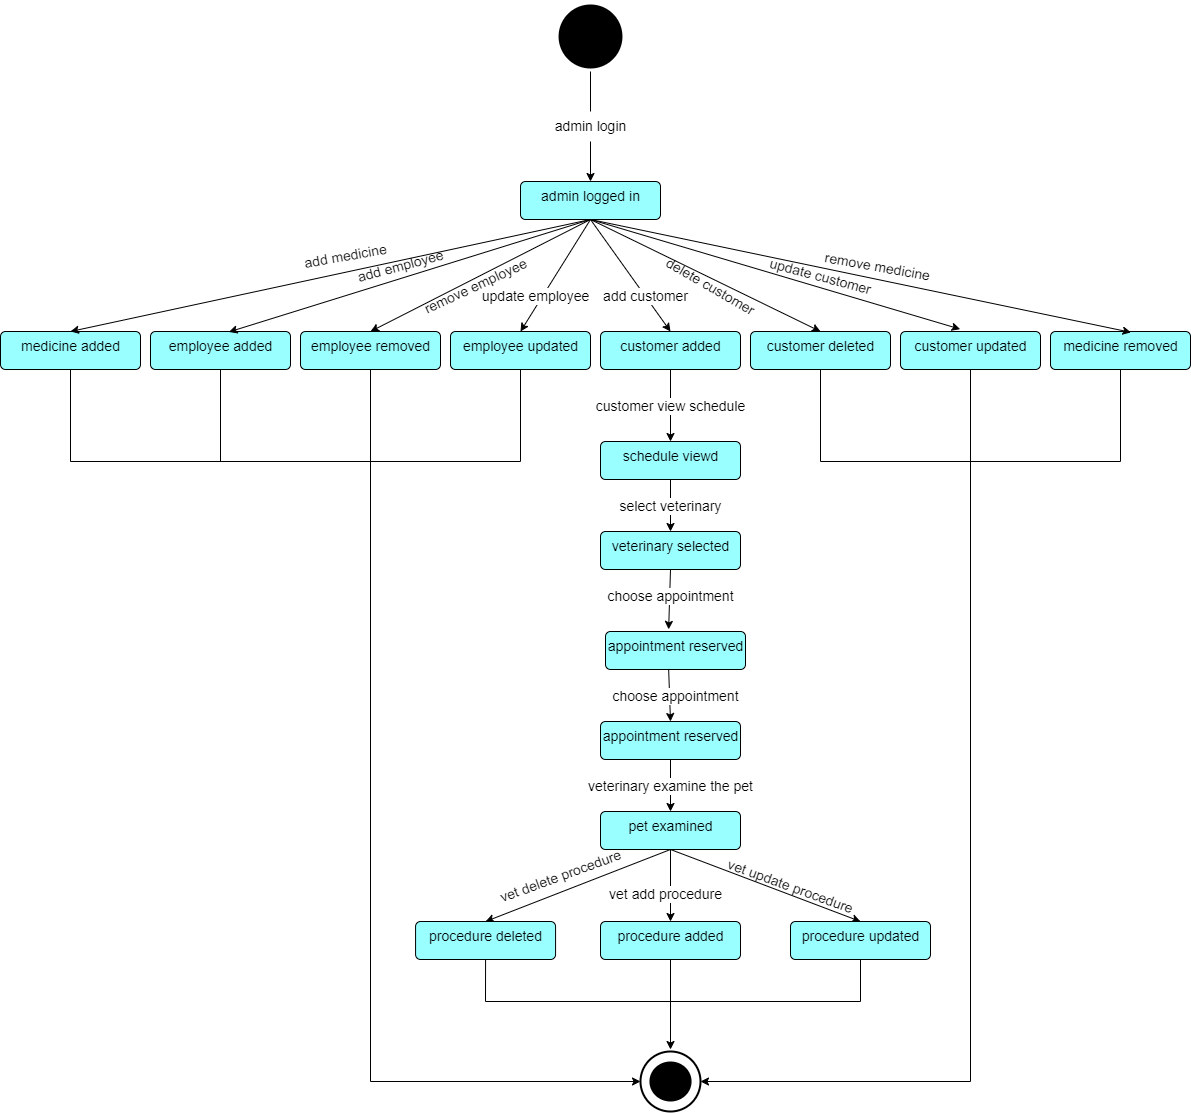 admin login
admin logged in
add medicine
add employee
remove employee
update employee
add customer
delete customer
update customer
remove medicine
medicine added
employee added
employee removed
employee updated
customer added
customer deleted
customer updated
medicine removed
customer view schedule
schedule viewd
select veterinary
veterinary selected
choose appointment
appointment reserved
choose appointment
appointment reserved
veterinary examine the pet
pet examined
vet delete procedure
vet add procedure
vet update procedure
procedure deleted
procedure added
procedure updated